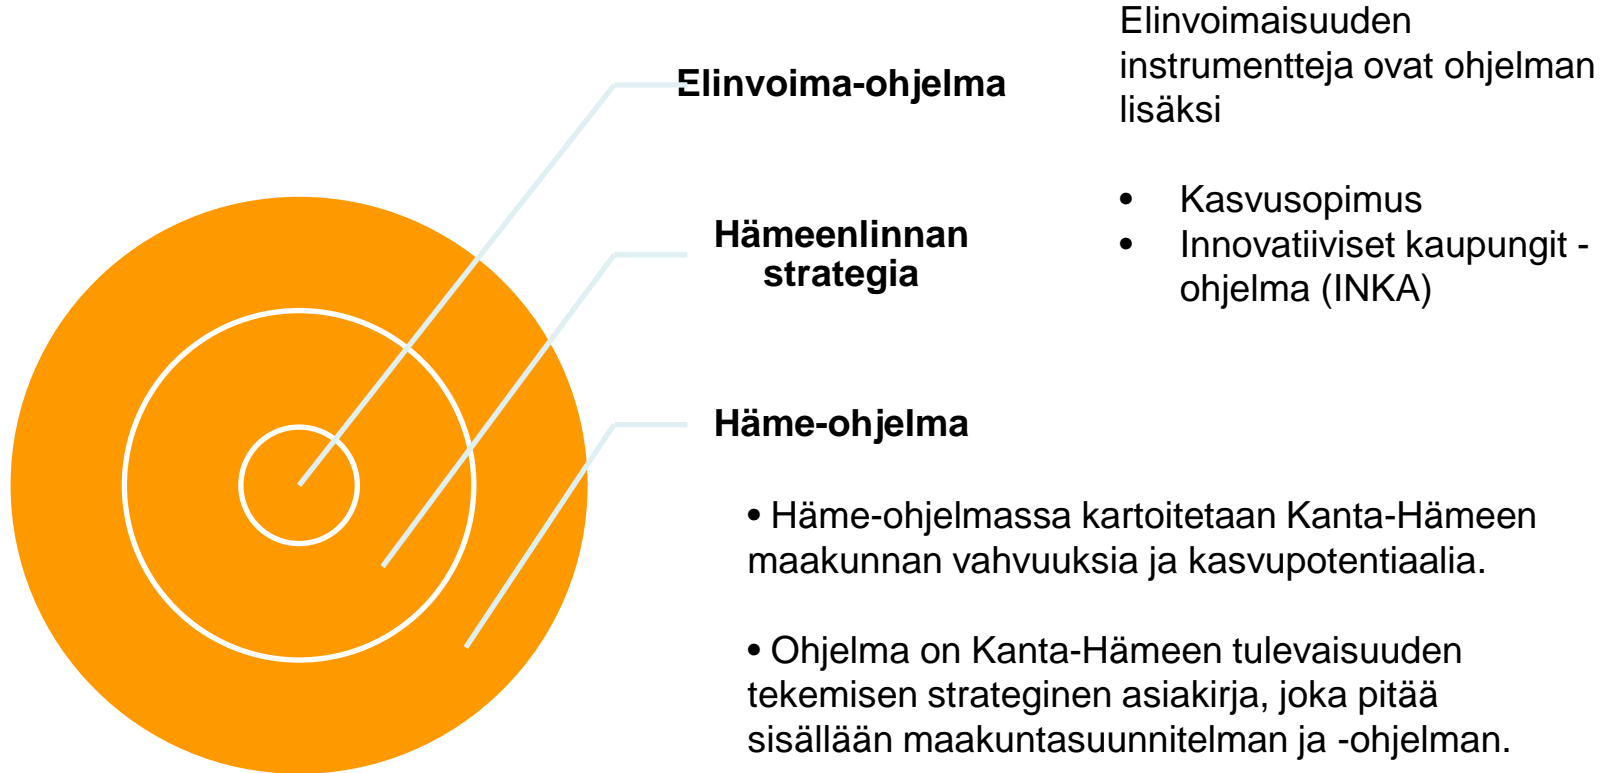 Elinvoima-ohjelma
Hämeenlinnan
strategia
Häme-ohjelma
Elinvoimaisuuden
instrumentteja ovat ohjelman
lisäksi
• Kasvusopimus
• Innovatiiviset kaupungit -
ohjelma (INKA)
• Häme-ohjelmassa kartoitetaan Kanta-Hämeen
maakunnan vahvuuksia ja kasvupotentiaalia.
• Ohjelma on Kanta-Hämeen tulevaisuuden
tekemisen strateginen asiakirja, joka pitää
sisällään maakuntasuunnitelman ja -ohjelman.